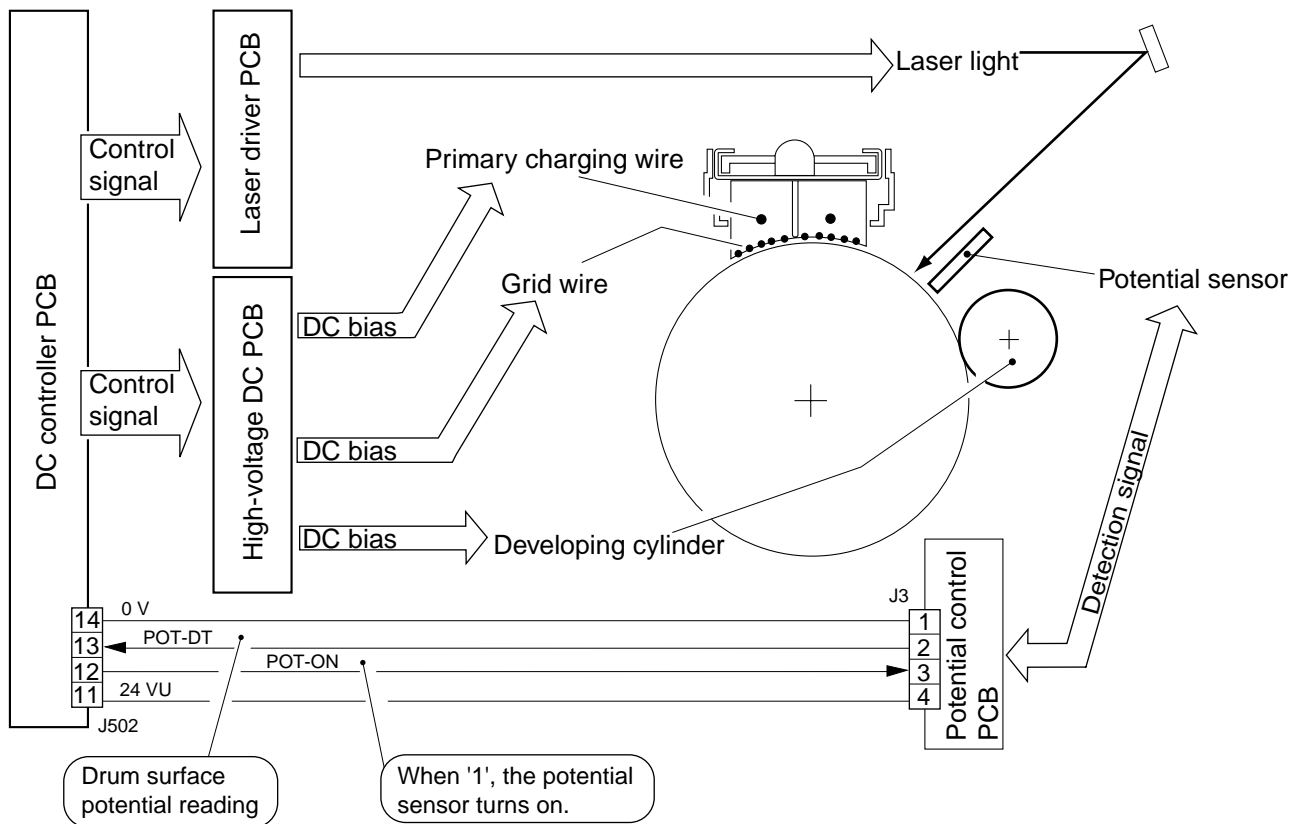 DC controller PCB
Control
signal
Laser driver PCB
Laser light
Primary charging wire
Grid wire
Potential sensor
Control
signal
High-voltage DC PCB
DC bias
DC bias
DC bias
Developing cylinder
Detection signal
14
0 V
J3
1
13
POT-DT
2
12
POT-ON
3
11
24 VU
4
J502
Potential control
PCB
Drum surface
potential reading
When '1', the potential
sensor turns on.